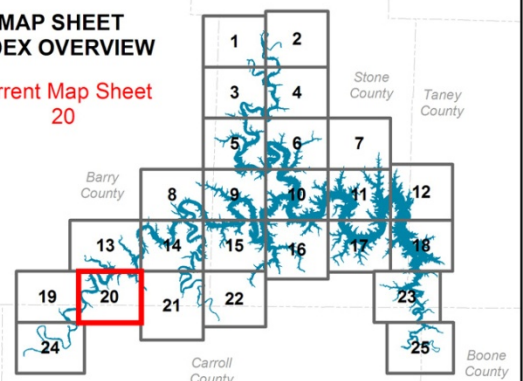 MAP SHEET
DEX OVERVIEW
rrent Map Sheet
20
1 2
Stone
County
3 4
Taney
County
5 6 7
Barry
County
8 9 10 11 12
13 14 15 16 17 18
19 20 21 22 23
24 25
Carroll
County
Boone
County